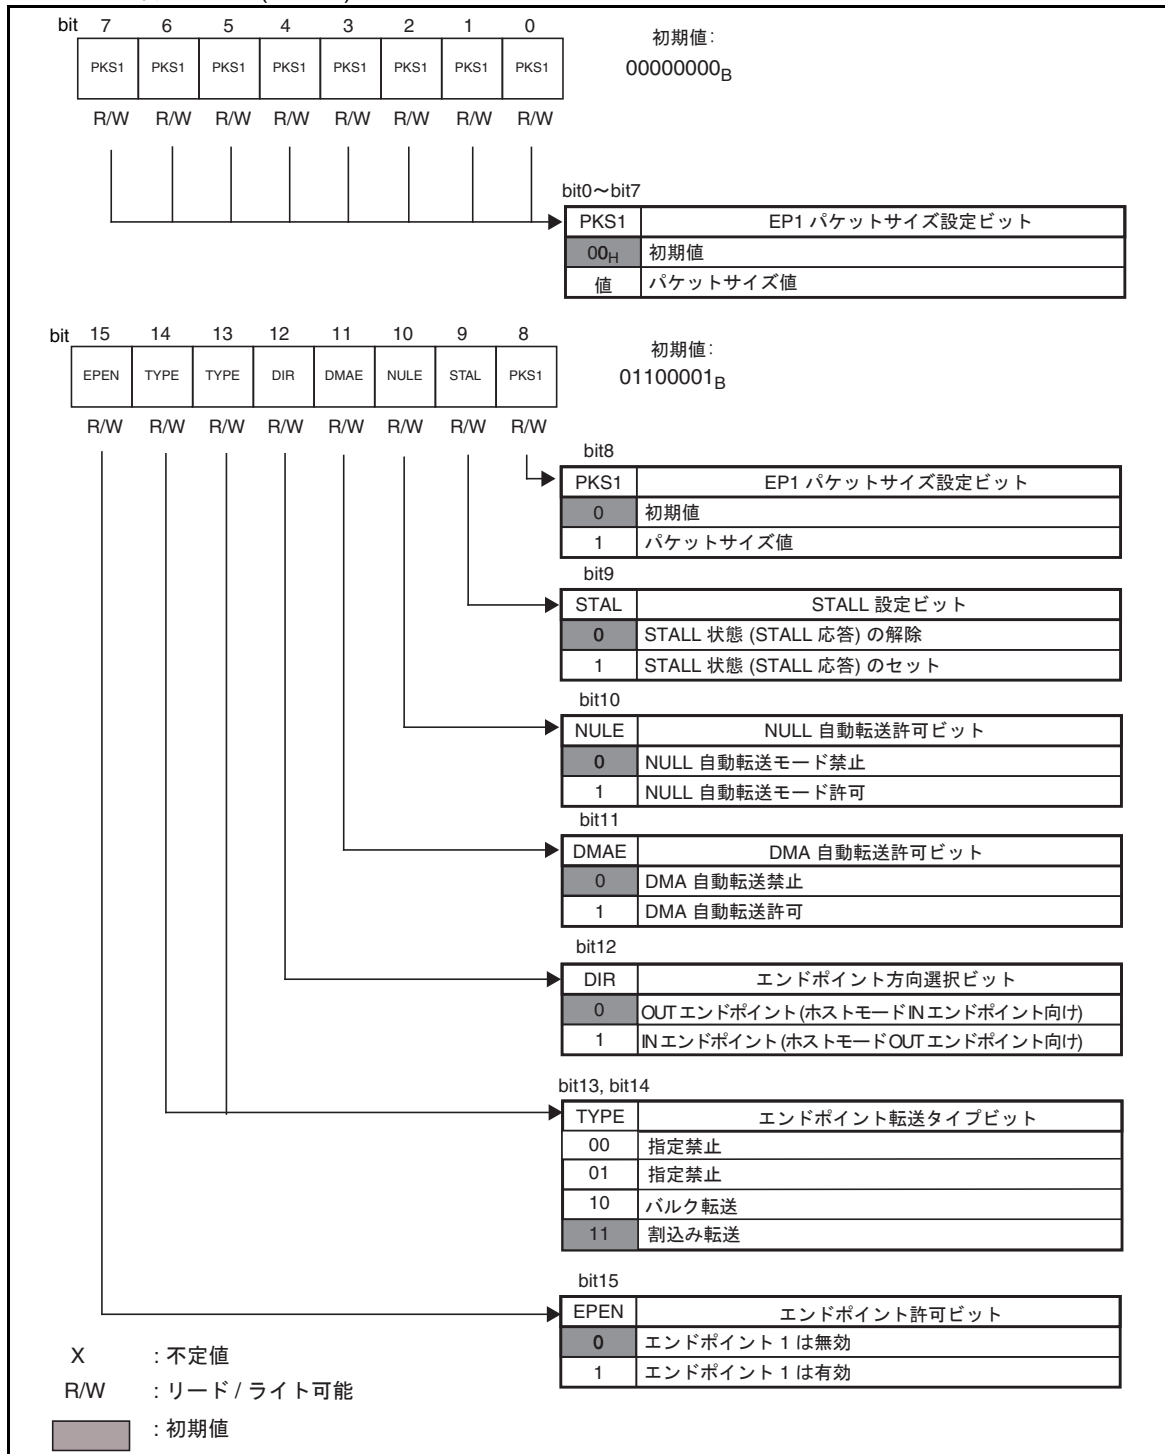 bit 7 6 5 4 3 2 1 0
初期値:
PKS1 PKS1 PKS1 PKS1 PKS1 PKS1 PKS1 PKS1
00000000B
R/W R/W R/W R/W R/W R/W R/W R/W
bit0〜bit7
PKS1 EP1 パケットサイズ設定ビット
00H 初期値
値 パケットサイズ値
bit 15 14 13 12 11 10 9 8
初期値:
EPEN TYPE TYPE DIR DMAE NULE STAL PKS1
01100001B
R/W R/W R/W R/W R/W R/W R/W R/W
bit8
PKS1 EP1 パケットサイズ設定ビット
0 初期値
1 パケットサイズ値
bit9
STAL STALL 設定ビット
0 STALL 状態 (STALL 応答) の解除
1 STALL 状態 (STALL 応答) のセット
bit10
NULE NULL 自動転送許可ビット
0 NULL 自動転送モード禁止
1 NULL 自動転送モード許可
bit11
DMAE DMA 自動転送許可ビット
0 DMA 自動転送禁止
1 DMA 自動転送許可
bit12
DIR エンドポイント方向選択ビット
0 OUT エンドポイント (ホストモード IN エンドポイント向け)
1 IN エンドポイント (ホストモード OUT エンドポイント向け)
bit13, bit14
TYPE エンドポイント転送タイプビット
00 指定禁止
01 指定禁止
10 バルク転送
11 割込み転送
bit15
EPEN エンドポイント許可ビット
0 エンドポイント 1 は無効
1 エンドポイント 1 は有効
X : 不定値
R/W : リード / ライト可能
: 初期値